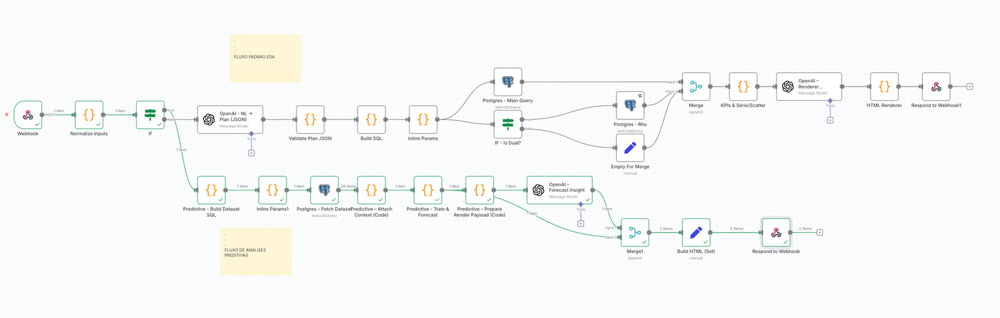 .
.
.
FLUXO PADRÃO EDA
Webhook
POST
1 item
Normalize Inputs
1 item
If
true
false
1 item
OpenAI - NL →
Plan (JSON)
Message Model
Tools
Validate Plan JSON
Build SQL
Inline Params
Postgres - Main Query
executeQuery
IF - Is Dual?
true
false
Postgres - Rho
executeQuery
Empty For Merge
manual
Input 1
Input 2
Merge
append
KPIs & Série/Scatter
OpenAI –
Renderer...
Message Model
Tools
HTML Renderer
Respond to Webhook1
Predictive - Build Dataset
SQL
1 item
Inline Params1
1 item
Postgres – Fetch Dataset
executeQuery
28 items
Predictive – Attach
Context (Code)
1 item
Predictive - Train &
Forecast
1 item
Predictive – Prepare
Render Payload (Code)
1 item
1 item
OpenAI –
Forecast Insight
Message Model
Tools
1 item
Input 1
Input 2
Merge1
append
2 items
Build HTML (Set)
manual
2 items
Respond to Webhook
2 items
.
.
.
FLUXO DE ANÁLISES
PREDITIVAS